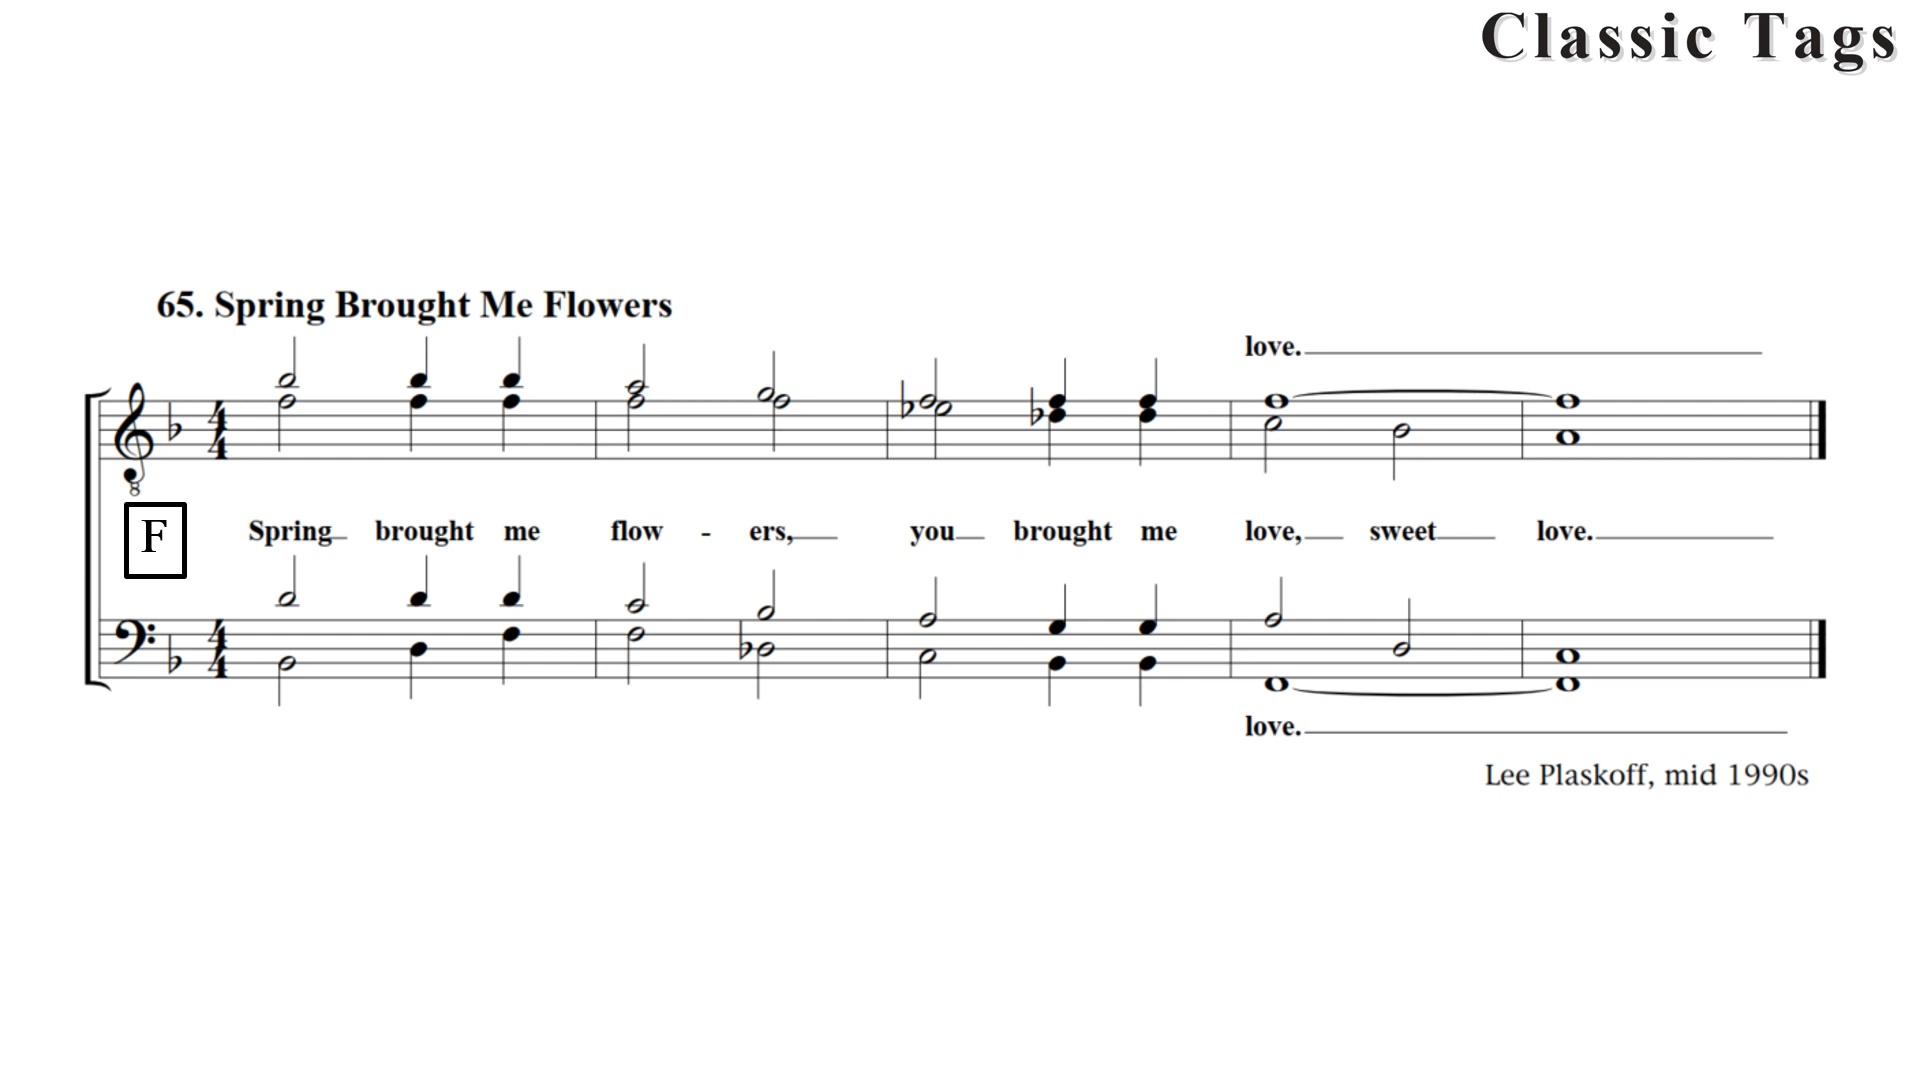 Classic Tags
65. Spring Brought Me Flowers
love.
8
F
Spring brought me flow - ers, you brought me love, sweet love.
love.
Lee Plaskoff, mid 1990s